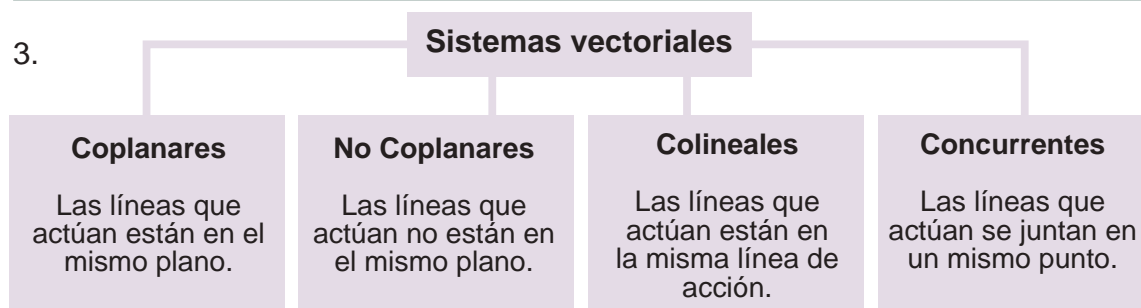 3.
Sistemas vectoriales
Coplanares
Las líneas que
actúan están en el
mismo plano.
No Coplanares
Las líneas que
actúan no están en
el mismo plano.
Colineales
Las líneas que
actúan están en
la misma línea de
acción.
Concurrentes
Las líneas que
actúan se juntan en
un mismo punto.